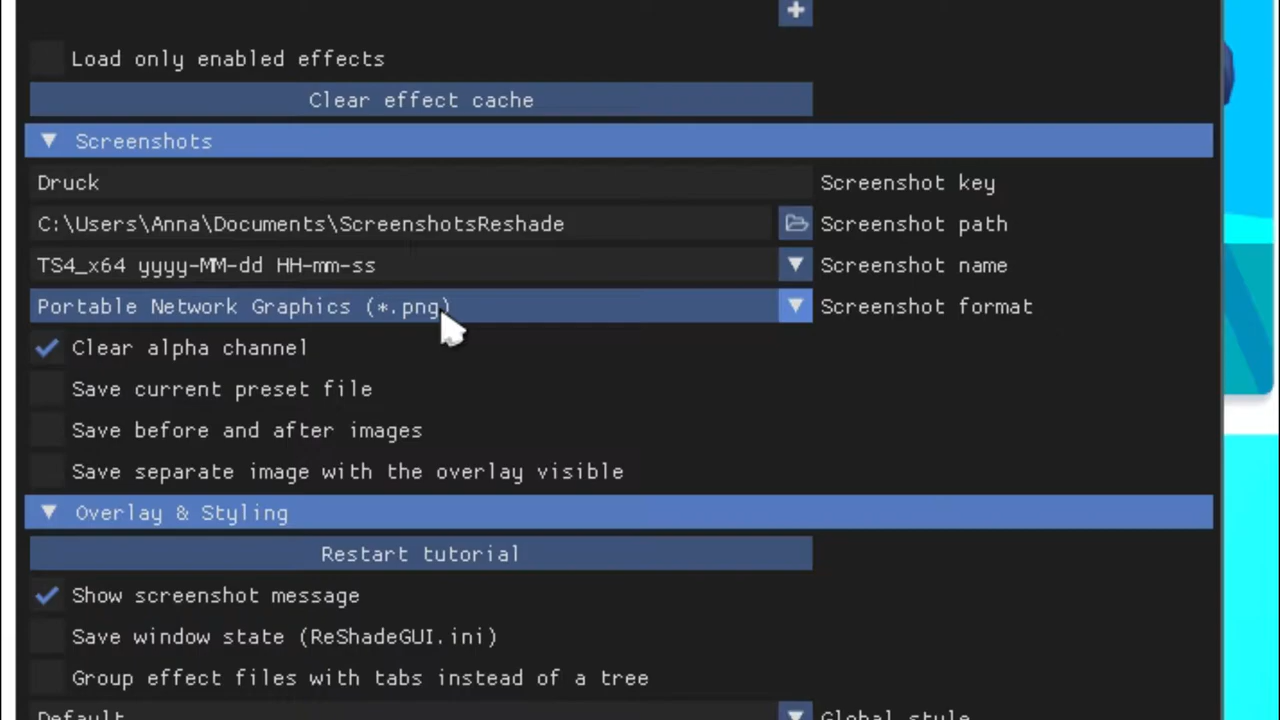 +
Load only enabled effects
Clear effect cache
Screenshots
Druck Screenshot key
C:\Users\Anna\Documents\ScreenshotsReshade Screenshot path
TS4_x64 yyyy-MM-dd HH-mm-ss Screenshot name
Portable Network Graphics (*.png) Screenshot format
Clear alpha channel
Save current preset file
Save before and after images
Save separate image with the overlay visible
Overlay & Styling
Restart tutorial
Show screenshot message
Save window state (ReShadeGUI.ini)
Group effect files with tabs instead of a tree
Default Global style